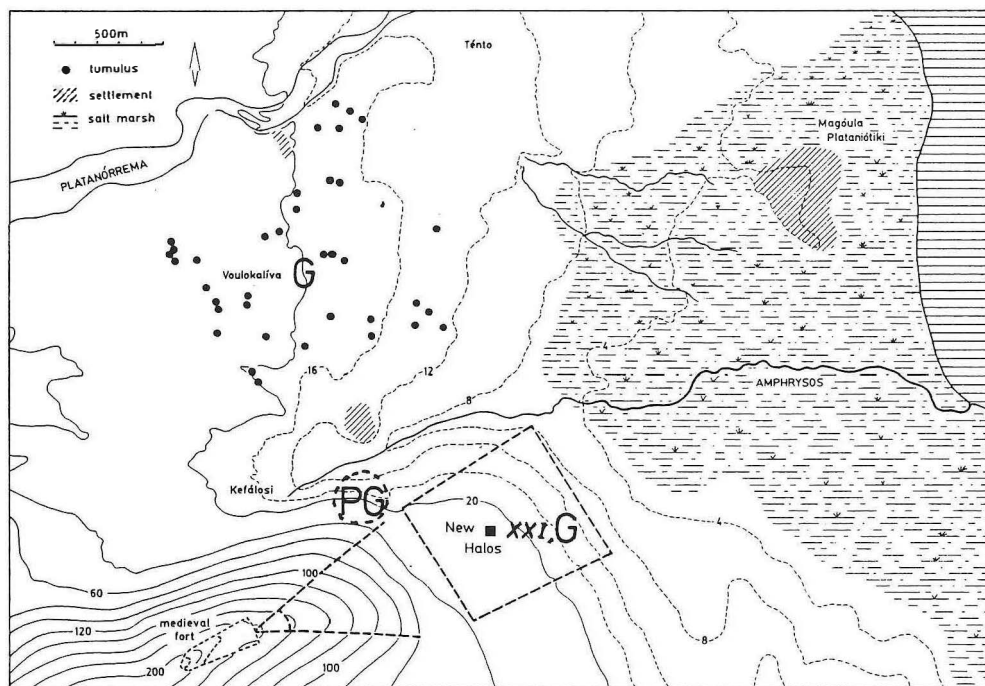 500m
tumulus
settlement
salt marsh
Ténto
Magóula
Plataniótiki
PLATANÓRREMA
Voulokalíva
G
16
12
8
4
AMPHRYSOS
Kefálosi
PG
20
New
Halos
XXI,G
4
8
60
100
120
medieval
fort
200
100